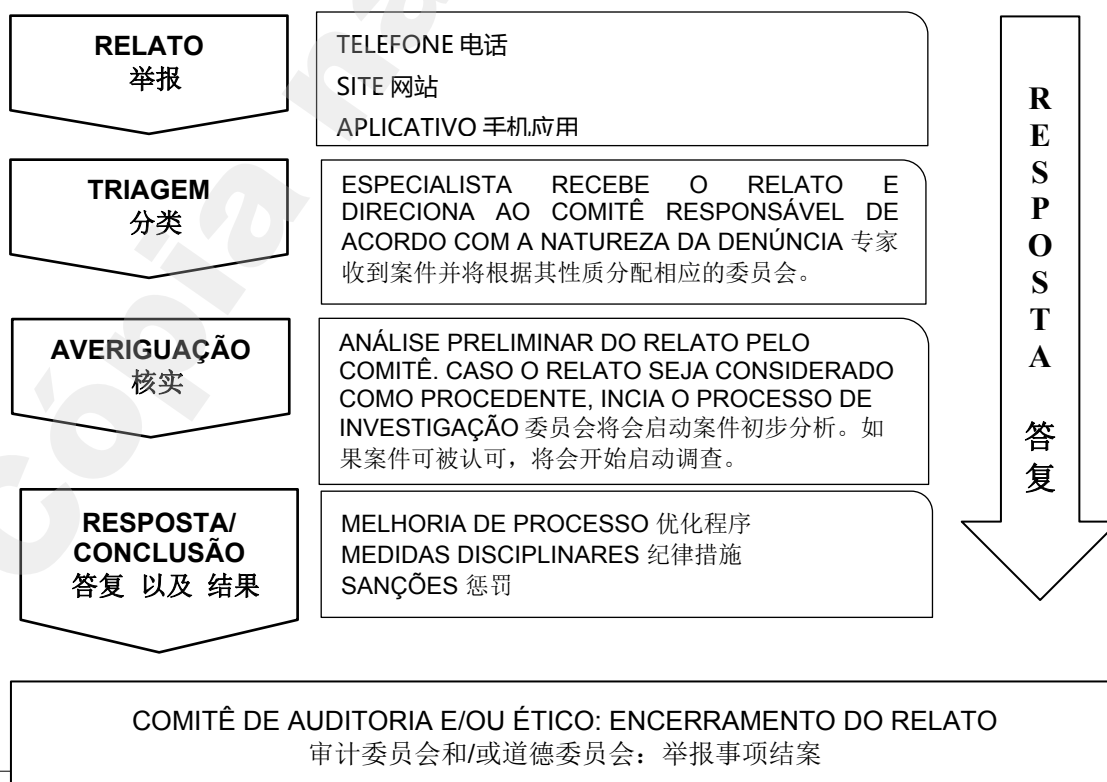 RELATO
举报
TELEFONE 电话
SITE 网站
APLICATIVO 手机应用
TRIAGEM
分类
ESPECIALISTA RECEBE O RELATO E
DIRECIONA AO COMITÊ RESPONSÁVEL DE
ACORDO COM A NATUREZA DA DENÚNCIA 专家
收到案件并将根据其性质分配相应的委员会。
AVERIGUAÇÃO
核实
ANÁLISE PRELIMINAR DO RELATO PELO
COMITÊ. CASO O RELATO SEJA CONSIDERADO
COMO PROCEDENTE, INCIA O PROCESSO DE
INVESTIGAÇÃO 委员会将会启动案件初步分析。如
果案件可被认可，将会开始启动调查。
RESPOSTA/
CONCLUSÃO
答复 以及 结果
MELHORIA DE PROCESSO 优化程序
MEDIDAS DISCIPLINARES 纪律措施
SANÇÕES 惩罚
R
E
S
P
O
S
T
A
答
复
COMITÊ DE AUDITORIA E/OU ÉTICO: ENCERRAMENTO DO RELATO
审计委员会和/或道德委员会：举报事项结案
Cópia